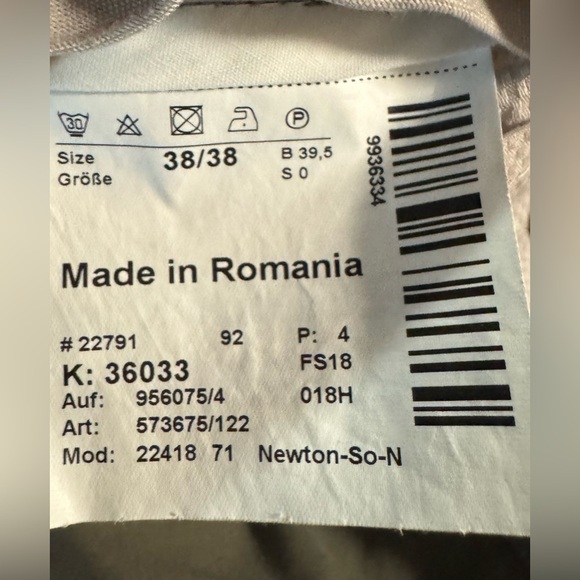 30 P
Size 38/38 B 39,5
Größe S 0
9936334
Made in Romania
# 22791 92 P: 4
K: 36033 FS18
Auf: 956075/4 018H
Art: 573675/122
Mod: 22418 71 Newton-So-N